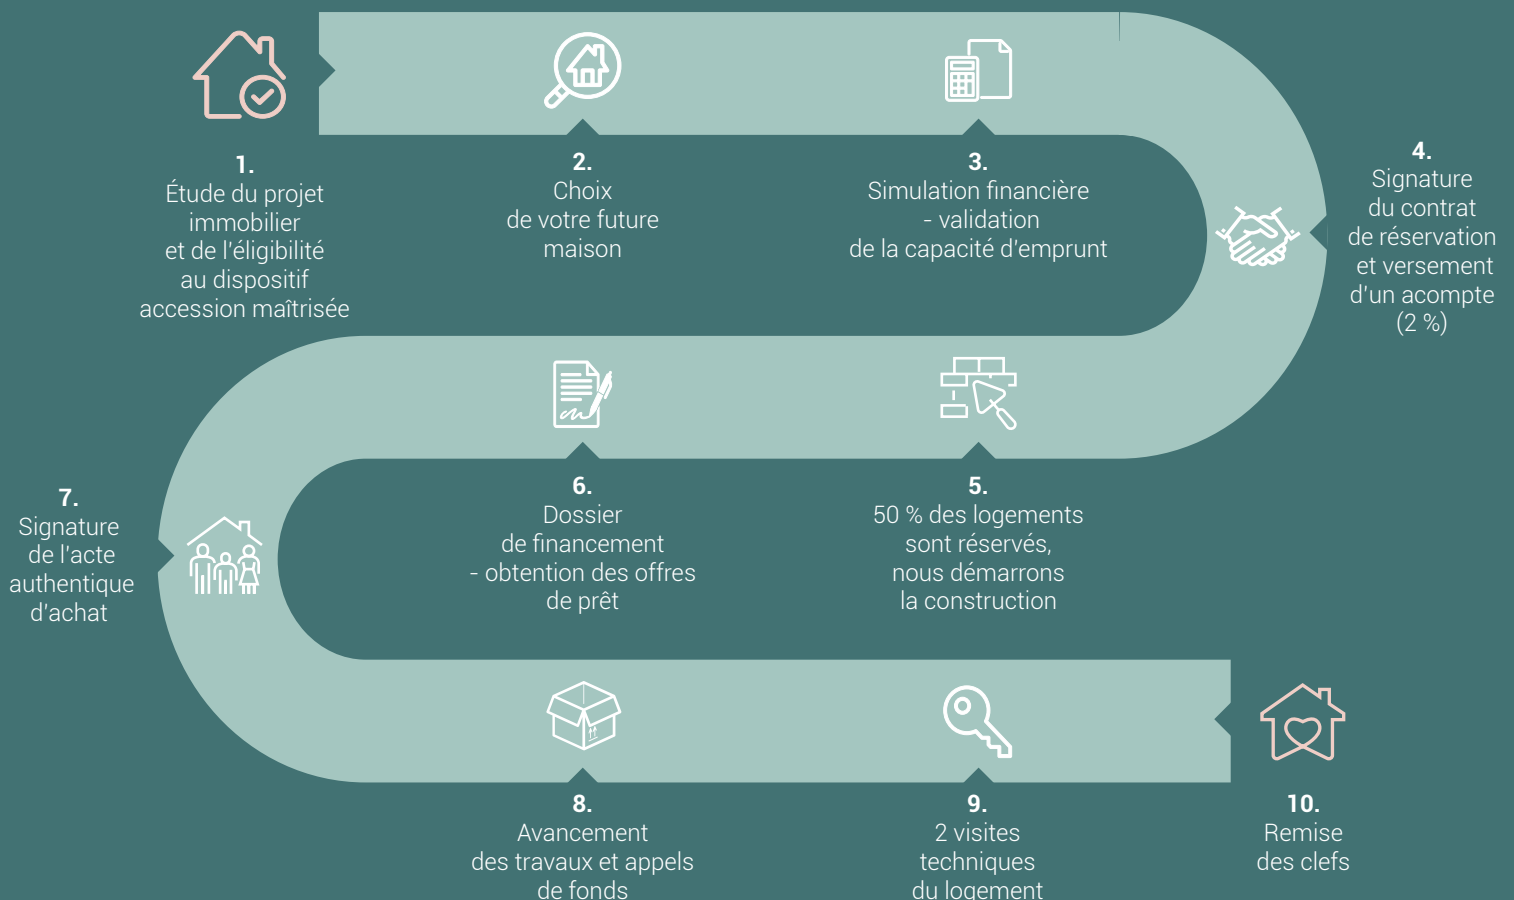 1.
Étude du projet
immobilier
et de l'éligibilité
au dispositif
accession maîtrisée
2.
Choix
de votre future
maison
3.
Simulation financière
- validation
de la capacité d'emprunt
4.
Signature
du contrat
de réservation
et versement
d'un acompte
(2 %)
5.
50 % des logements
sont réservés,
nous démarrons
la construction
6.
Dossier
de financement
- obtention des offres
de prêt
7.
Signature
de l'acte
authentique
d'achat
8.
Avancement
des travaux et appels
de fonds
9.
2 visites
techniques
du logement
10.
Remise
des clefs